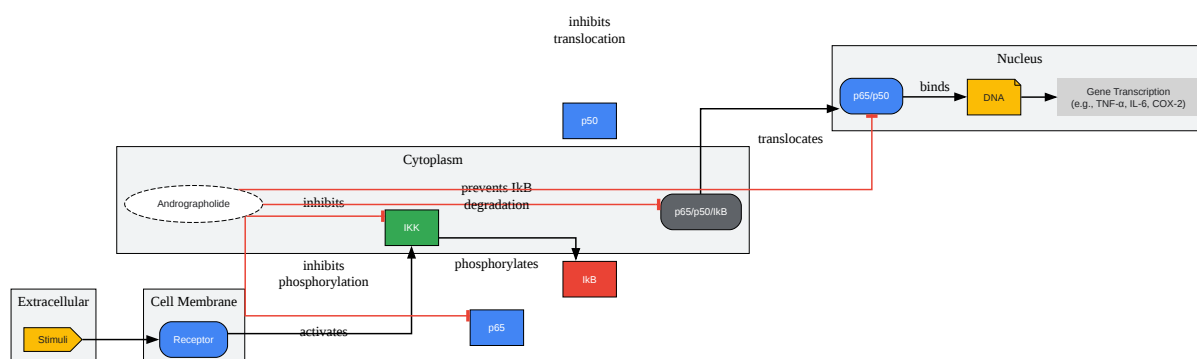 inhibits
translocation
Nucleus
p65/p50
binds
DNA
Gene Transcription
(e.g., TNF-α, IL-6, COX-2)
p50
translocates
Cytoplasm
Andrographolide
inhibits
prevents IkB
degradation
p65/p50/IkB
IKK
inhibits
phosphorylation
phosphorylates
IkB
Extracellular
Cell Membrane
Stimuli
Receptor
activates
p65